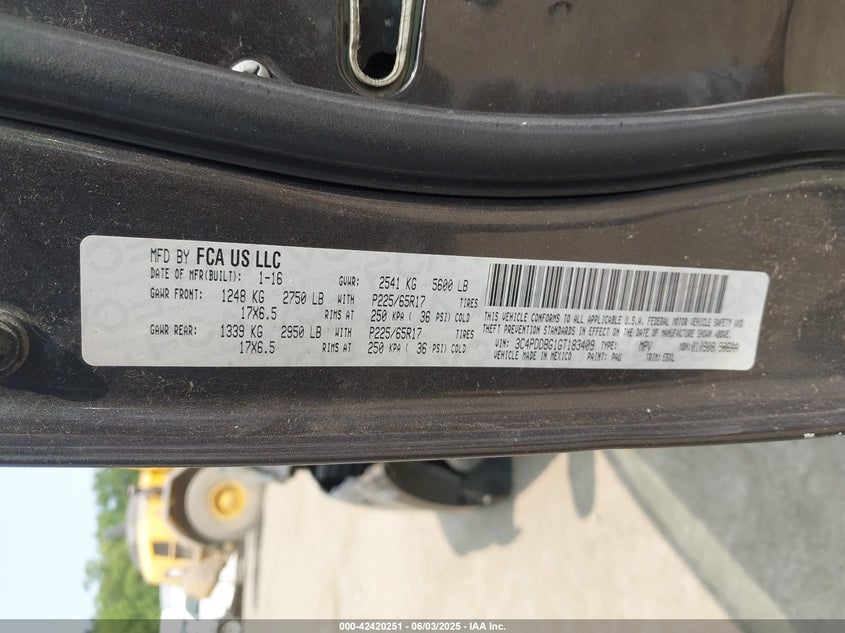 MFD BY FCA US LLC
DATE OF MFR(BUILT): 1-16 GVWR: 2541 KG 5600 LB
GAWR FRONT: 1248 KG 2750 LB WITH P225/65R17 TIRES
17X6.5 RIMS AT 250 KPA ( 36 PSI) COLD
GAWR REAR: 1339 KG 2950 LB WITH P225/65R17 TIRES
17X6.5 RIMS AT 250 KPA ( 36 PSI) COLD
THIS VEHICLE CONFORMS TO ALL APPLICABLE U.S.A. FEDERAL MOTOR VEHICLE SAFETY AND
THEFT PREVENTION STANDARDS IN EFFECT ON THE DATE OF MANUFACTURE SHOWN ABOVE.
VIN: 3C4PDDBG1GT183409 TYPE: MPV MDH:
VEHICLE MADE IN MEXICO PAINT: PAU TRIM:
000-42420251 - 06/03/2025 - IAA Inc.